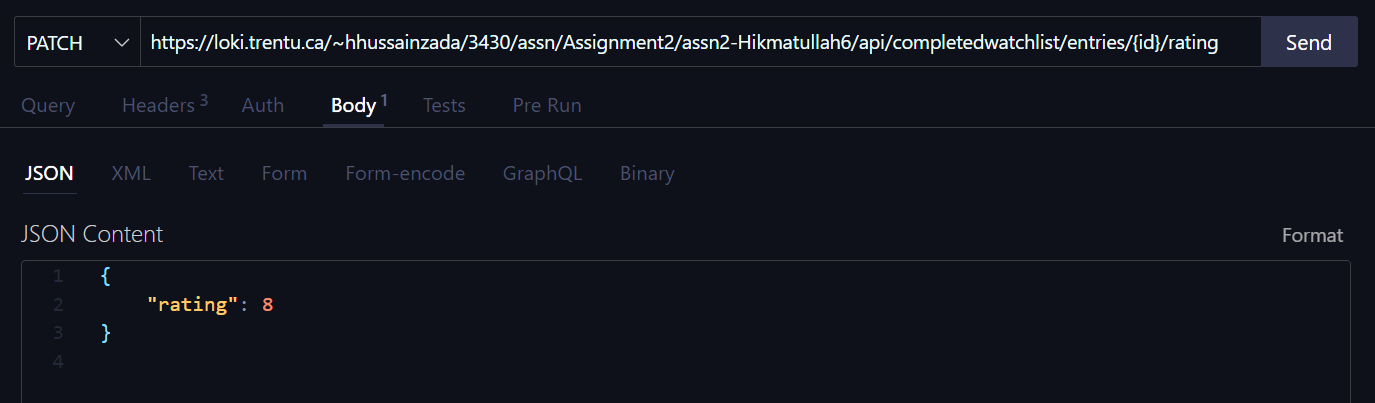 PATCH https://loki.trentu.ca/~hhussainzada/3430/assn/Assignment2/assn2-Hikmatullah6/api/completedwatchlist/entries/{id}/rating Send
Query Headers 3 Auth Body 1 Tests Pre Run
JSON XML Text Form Form-encode GraphQL Binary
JSON Content Format
1 {
2 "rating": 8
3 }
4